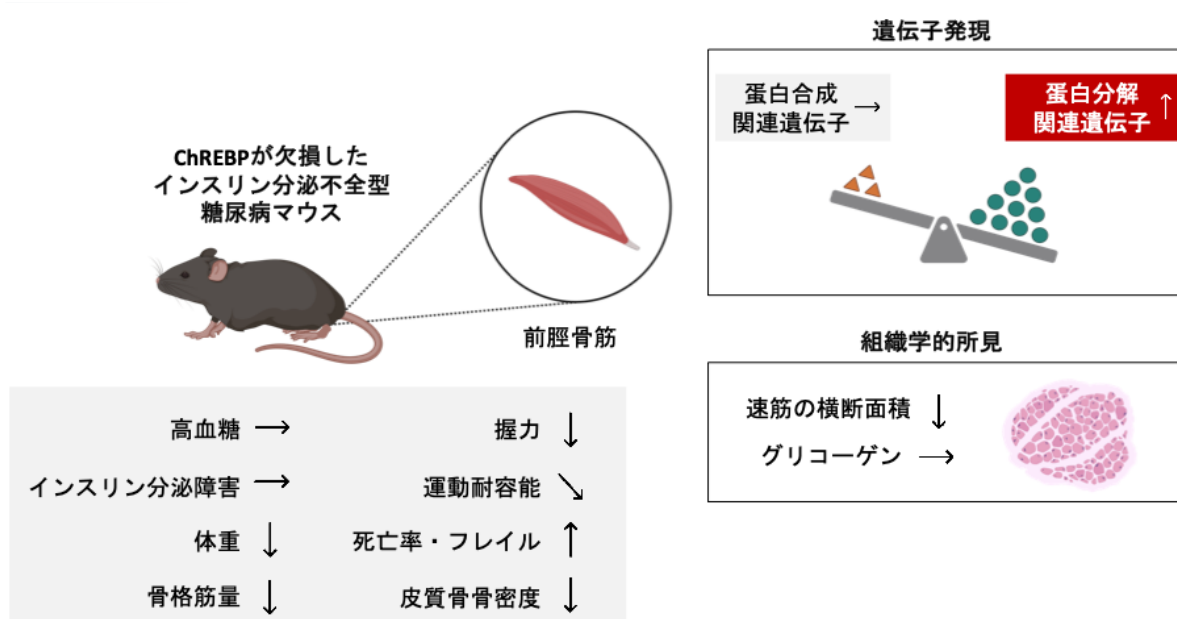 遺伝子発現
蛋白合成
関連遺伝子 →
蛋白分解
関連遺伝子 ↑
ChREBPが欠損した
インスリン分泌不全型
糖尿病マウス
前脛骨筋
高血糖 →
インスリン分泌障害 →
体重 ↓
骨格筋量 ↓
握力 ↓
運動耐容能 ↘
死亡率・フレイル ↑
皮質骨骨密度 ↓
組織学的所見
速筋の横断面積 ↓
グリコーゲン →